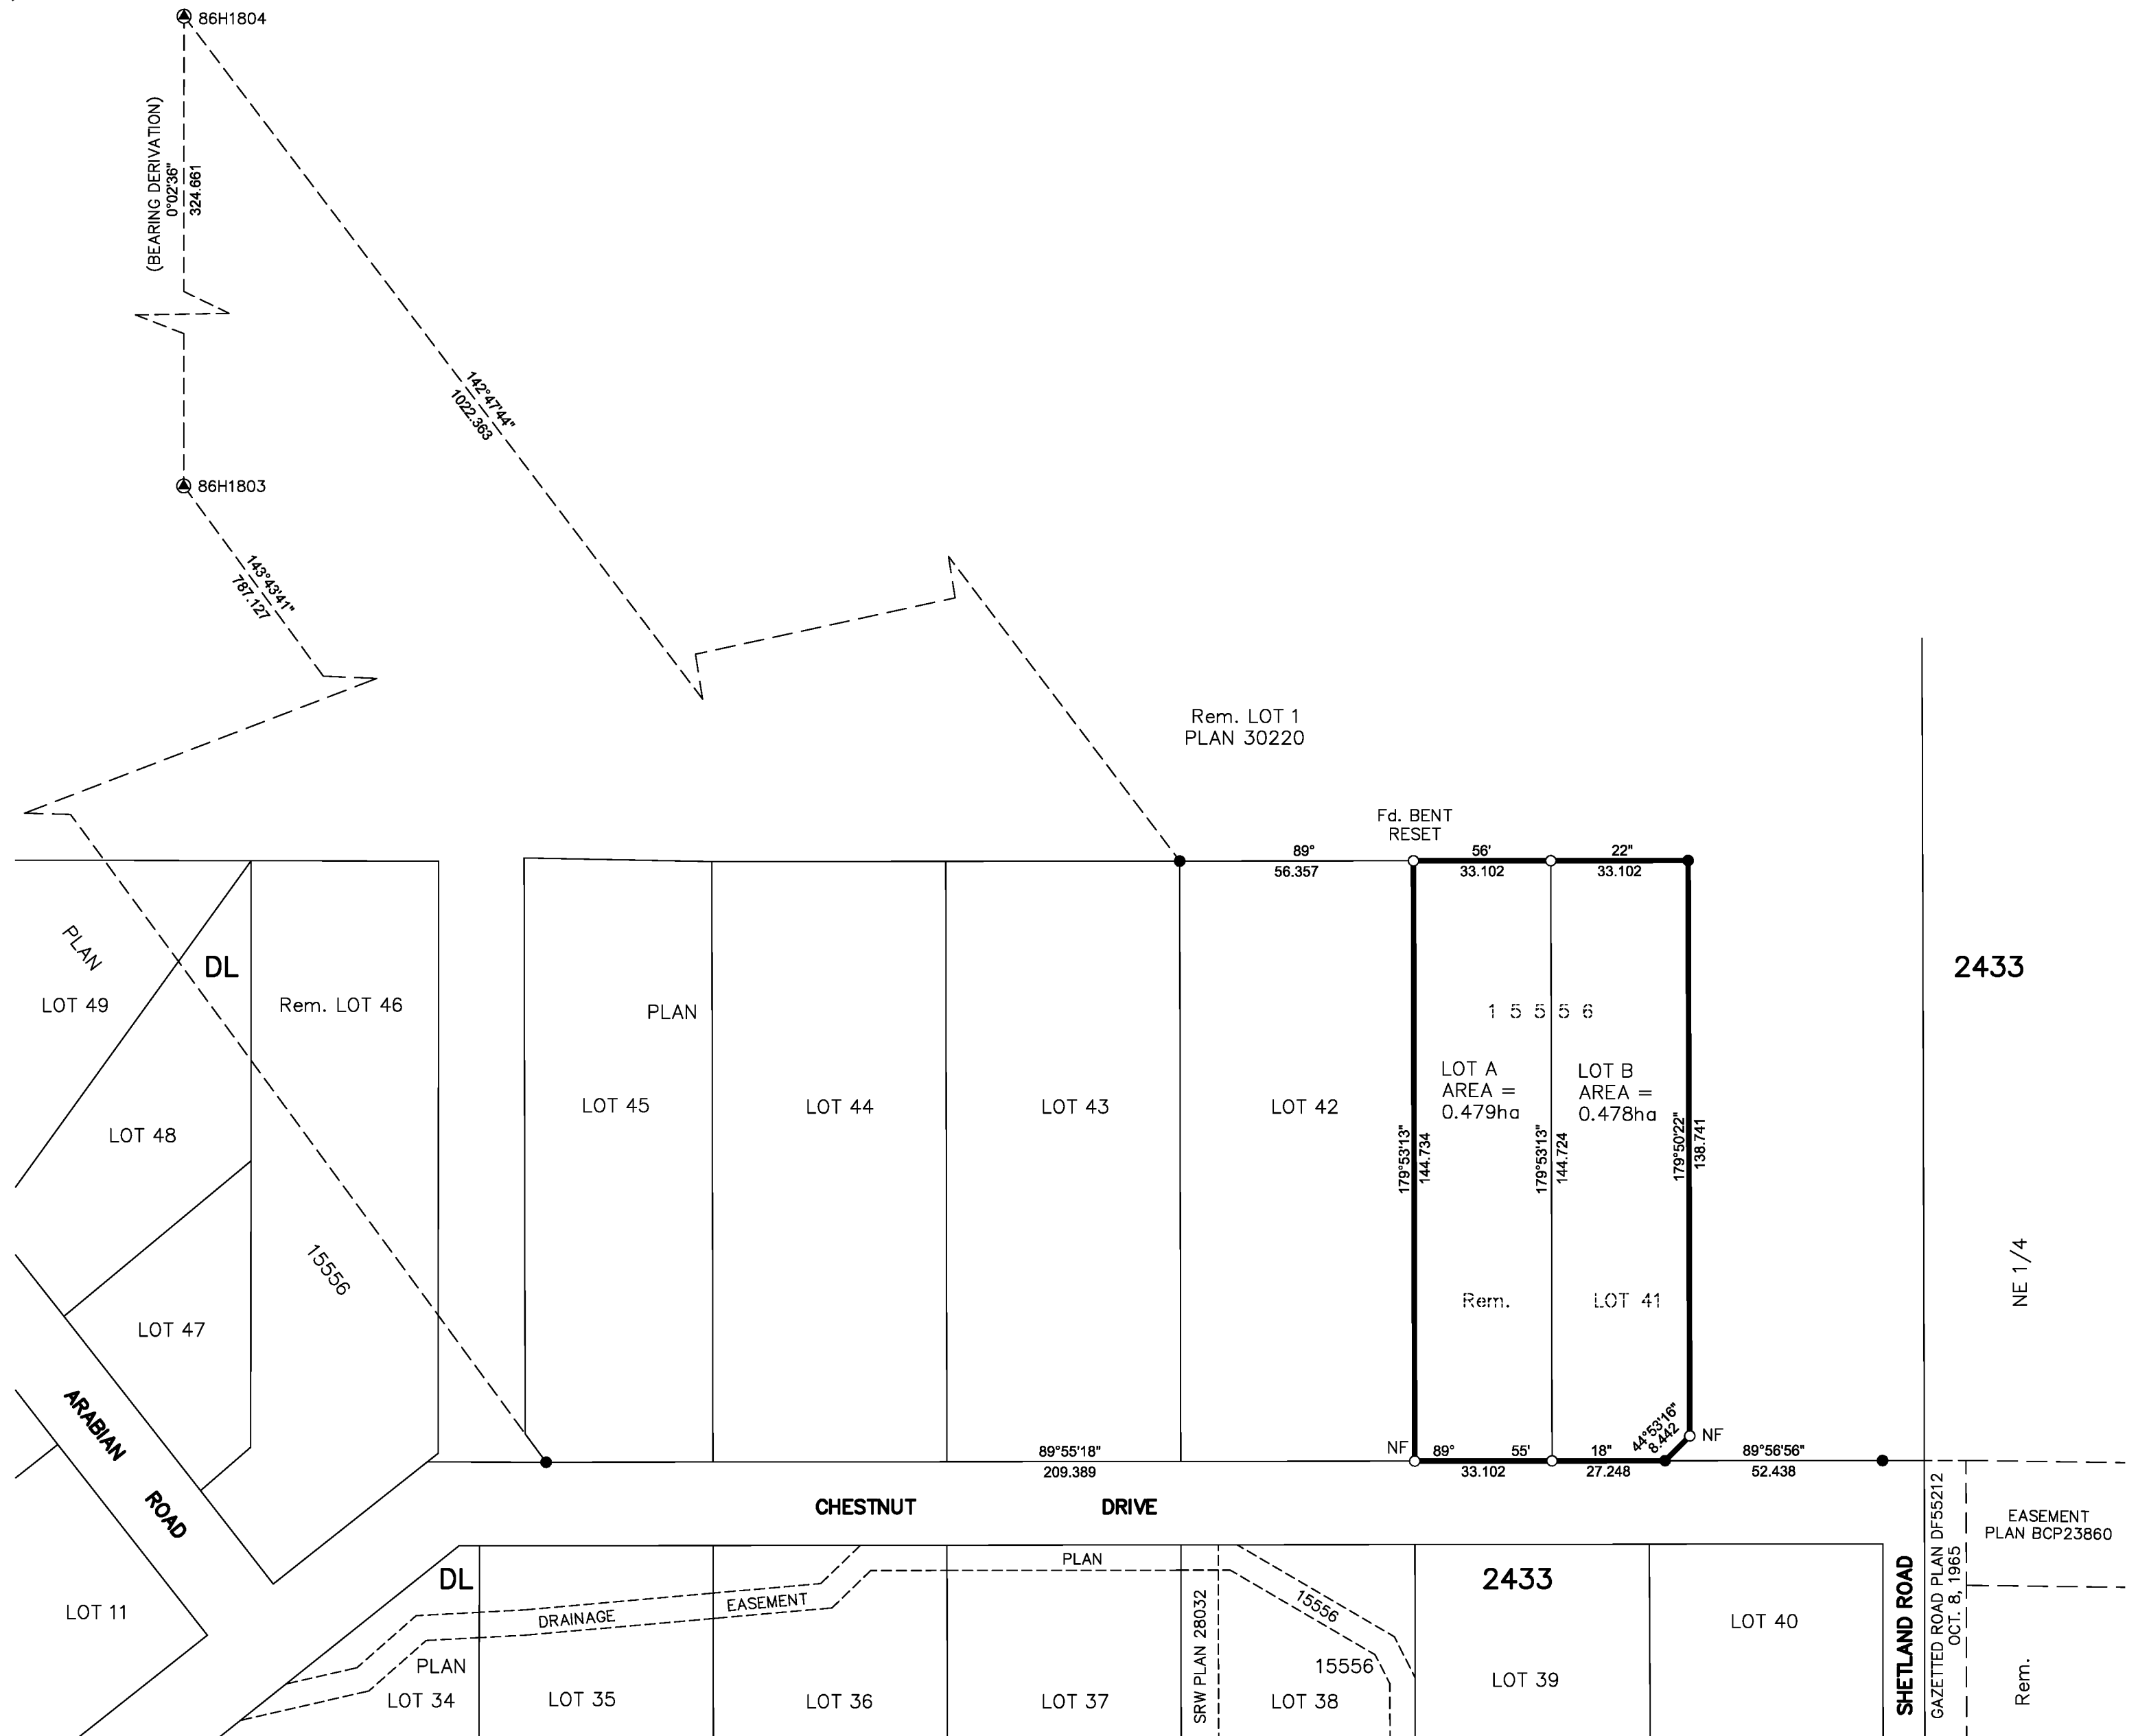 86H1804
(BEARING DERIVATION)
0°02'36"
324.661
142°47'44"
1022.363
86H1803
143°43'41"
787.127
Rem. LOT 1
PLAN 30220
Fd. BENT
RESET
89°
56'
22"
56.357
33.102
33.102
PLAN
DL
2433
LOT 49
Rem. LOT 46
PLAN
1 5 5 5 6
LOT A
AREA =
0.479ha
LOT B
AREA =
0.478ha
LOT 45
LOT 44
LOT 43
LOT 42
LOT 48
179°53'13"
144.734
179°53'13"
144.724
179°50'22"
138.741
15556
NE 1/4
LOT 47
Rem.
LOT 41
ARABIAN
ROAD
44°53'16"
8.442
NF
NF
89°55'18"
209.389
89°
55'
18"
33.102
27.248
89°56'56"
52.438
CHESTNUT
DRIVE
EASEMENT
PLAN BCP23860
SHETLAND ROAD
GAZETTED ROAD PLAN DF55212
OCT. 8, 1965
DL
PLAN
2433
DRAINAGE
EASEMENT
15556
LOT 11
SRW PLAN 28032
LOT 40
PLAN
15556
LOT 39
LOT 34
LOT 35
LOT 36
LOT 37
LOT 38
Rem.